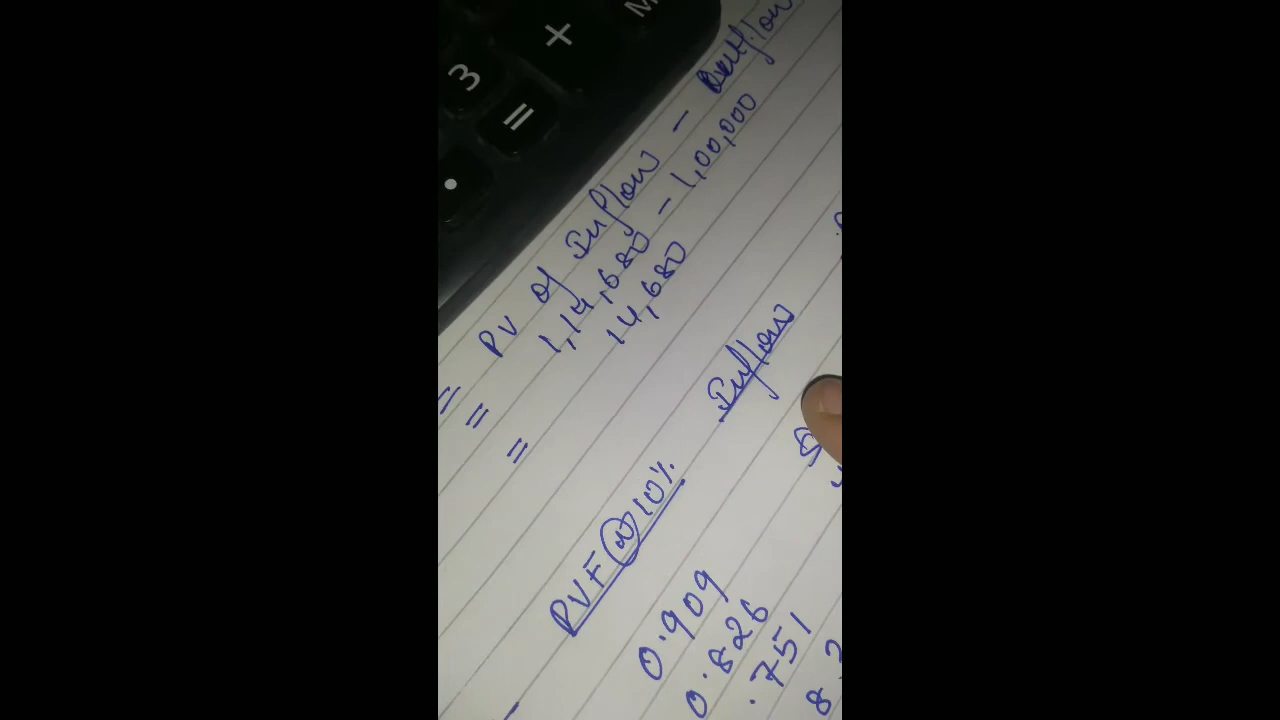 3 + M
. =
= PV of Inflow - Outflow
= 1,14,680 - 1,00,000
= 14,680
PVF @ 10% Inflow
0.909
0.826
.751